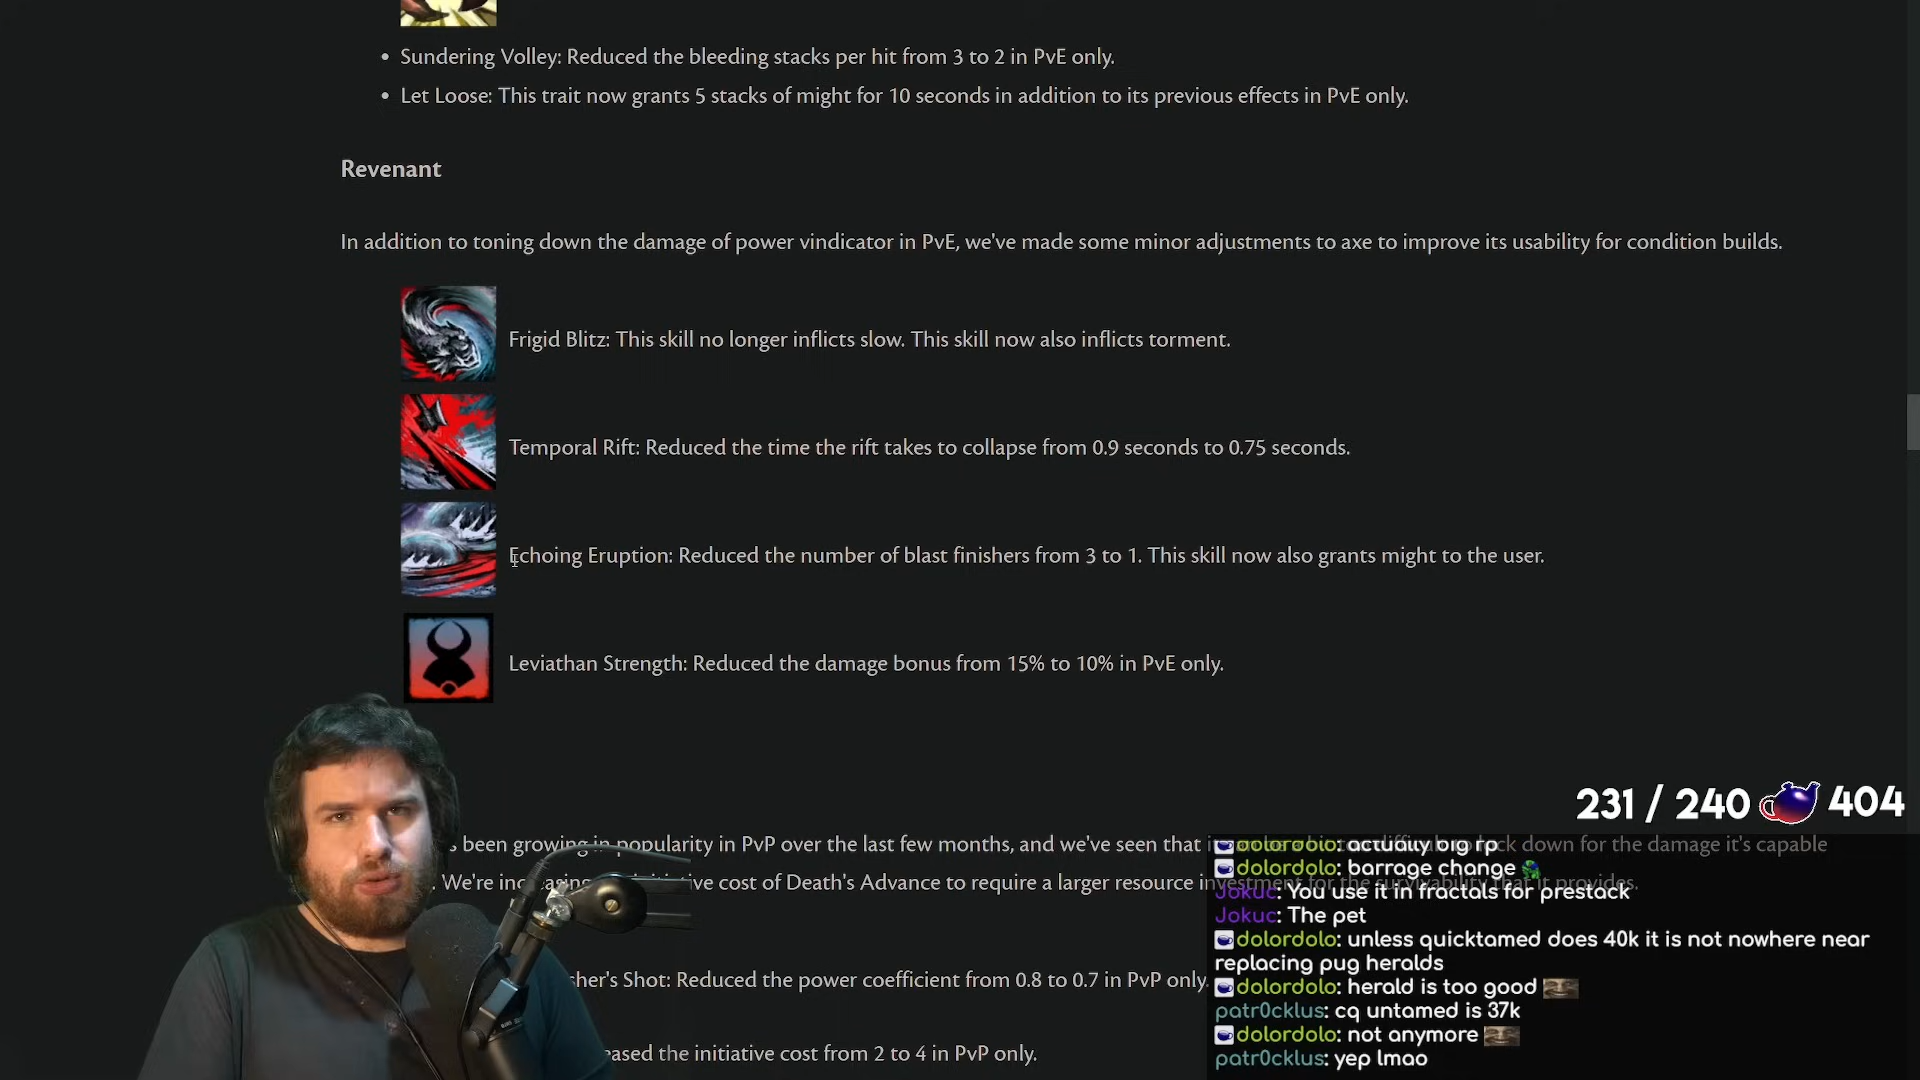 • Sundering Volley: Reduced the bleeding stacks per hit from 3 to 2 in PvE only.
• Let Loose: This trait now grants 5 stacks of might for 10 seconds in addition to its previous effects in PvE only.
Revenant
In addition to toning down the damage of power vindicator in PvE, we've made some minor adjustments to axe to improve its usability for condition builds.
Frigid Blitz: This skill no longer inflicts slow. This skill now also inflicts torment.
Temporal Rift: Reduced the time the rift takes to collapse from 0.9 seconds to 0.75 seconds.
Echoing Eruption: Reduced the number of blast finishers from 3 to 1. This skill now also grants might to the user.
Leviathan Strength: Reduced the damage bonus from 15% to 10% in PvE only.
231 / 240 404
been growing in popularity in PvP over the last few months, and we've seen that down for the damage it's capable
We're cost of Death's Advance to require a larger resource investment for the survivability that it provides.
her's Shot: Reduced the power coefficient from 0.8 to 0.7 in PvP only.
the initiative cost from 2 to 4 in PvP only.
dolordolo: actually big rp
dolordolo: barrage change
Jokuc: You use it in fractals for prestack
Jokuc: The pet
dolordolo: unless quicktamed does 40k it is not nowhere near
replacing pug heralds
dolordolo: herald is too good
patr0cklus: cq untamed is 37k
dolordolo: not anymore
patr0cklus: yep lmao